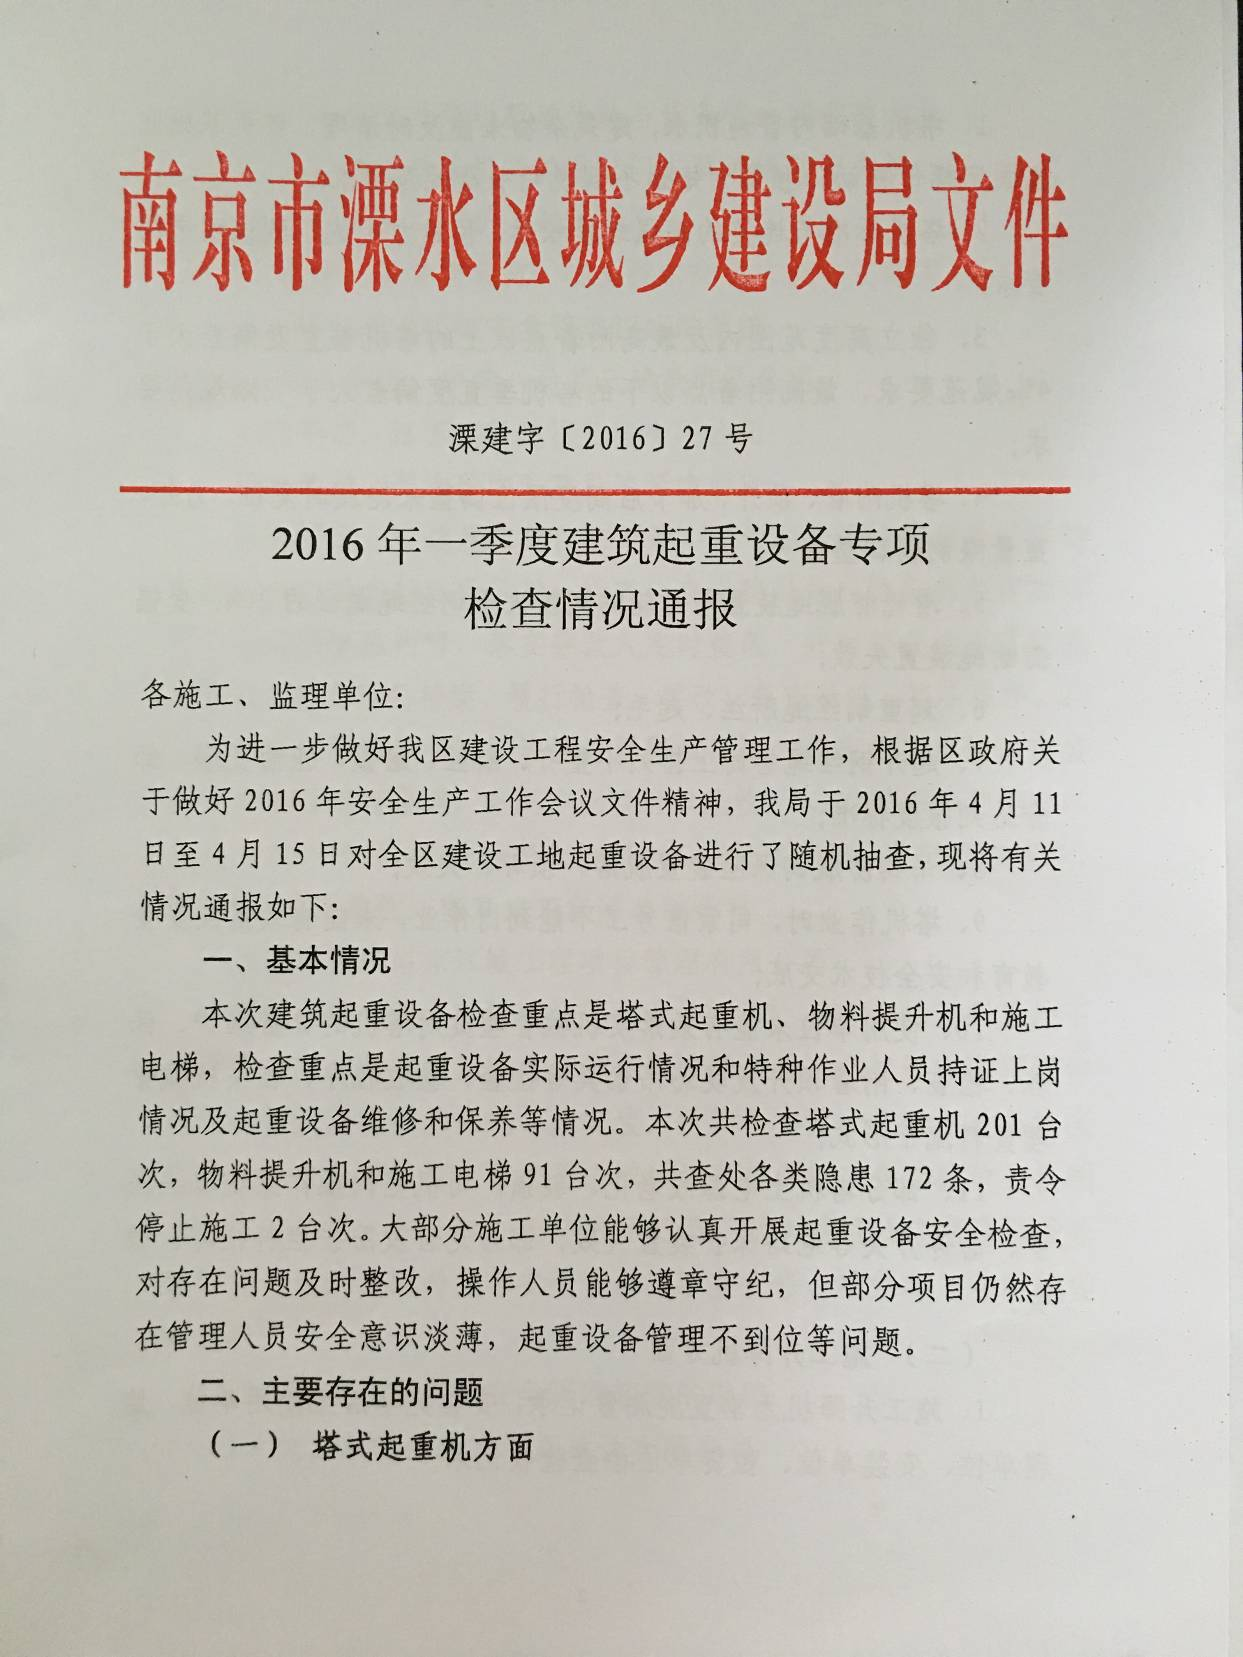 南京市溧水区城乡建设局文件
溧建字〔2016〕27号
2016年一季度建筑起重设备专项
检查情况通报
各施工、监理单位:
为进一步做好我区建设工程安全生产管理工作，根据区政府关
于做好2016年安全生产工作会议文件精神，我局于2016年4月11
日至4月15日对全区建设工地起重设备进行了随机抽查，现将有关
情况通报如下:
一、基本情况
本次建筑起重设备检查重点是塔式起重机、物料提升机和施工
电梯，检查重点是起重设备实际运行情况和特种作业人员持证上岗
情况及起重设备维修和保养等情况。本次共检查塔式起重机201台
次，物料提升机和施工电梯91台次，共查处各类隐患172条，责令
停止施工2台次。大部分施工单位能够认真开展起重设备安全检查，
对存在问题及时整改，操作人员能够遵章守纪，但部分项目仍然存
在管理人员安全意识淡薄，起重设备管理不到位等问题。
二、主要存在的问题
（一） 塔式起重机方面